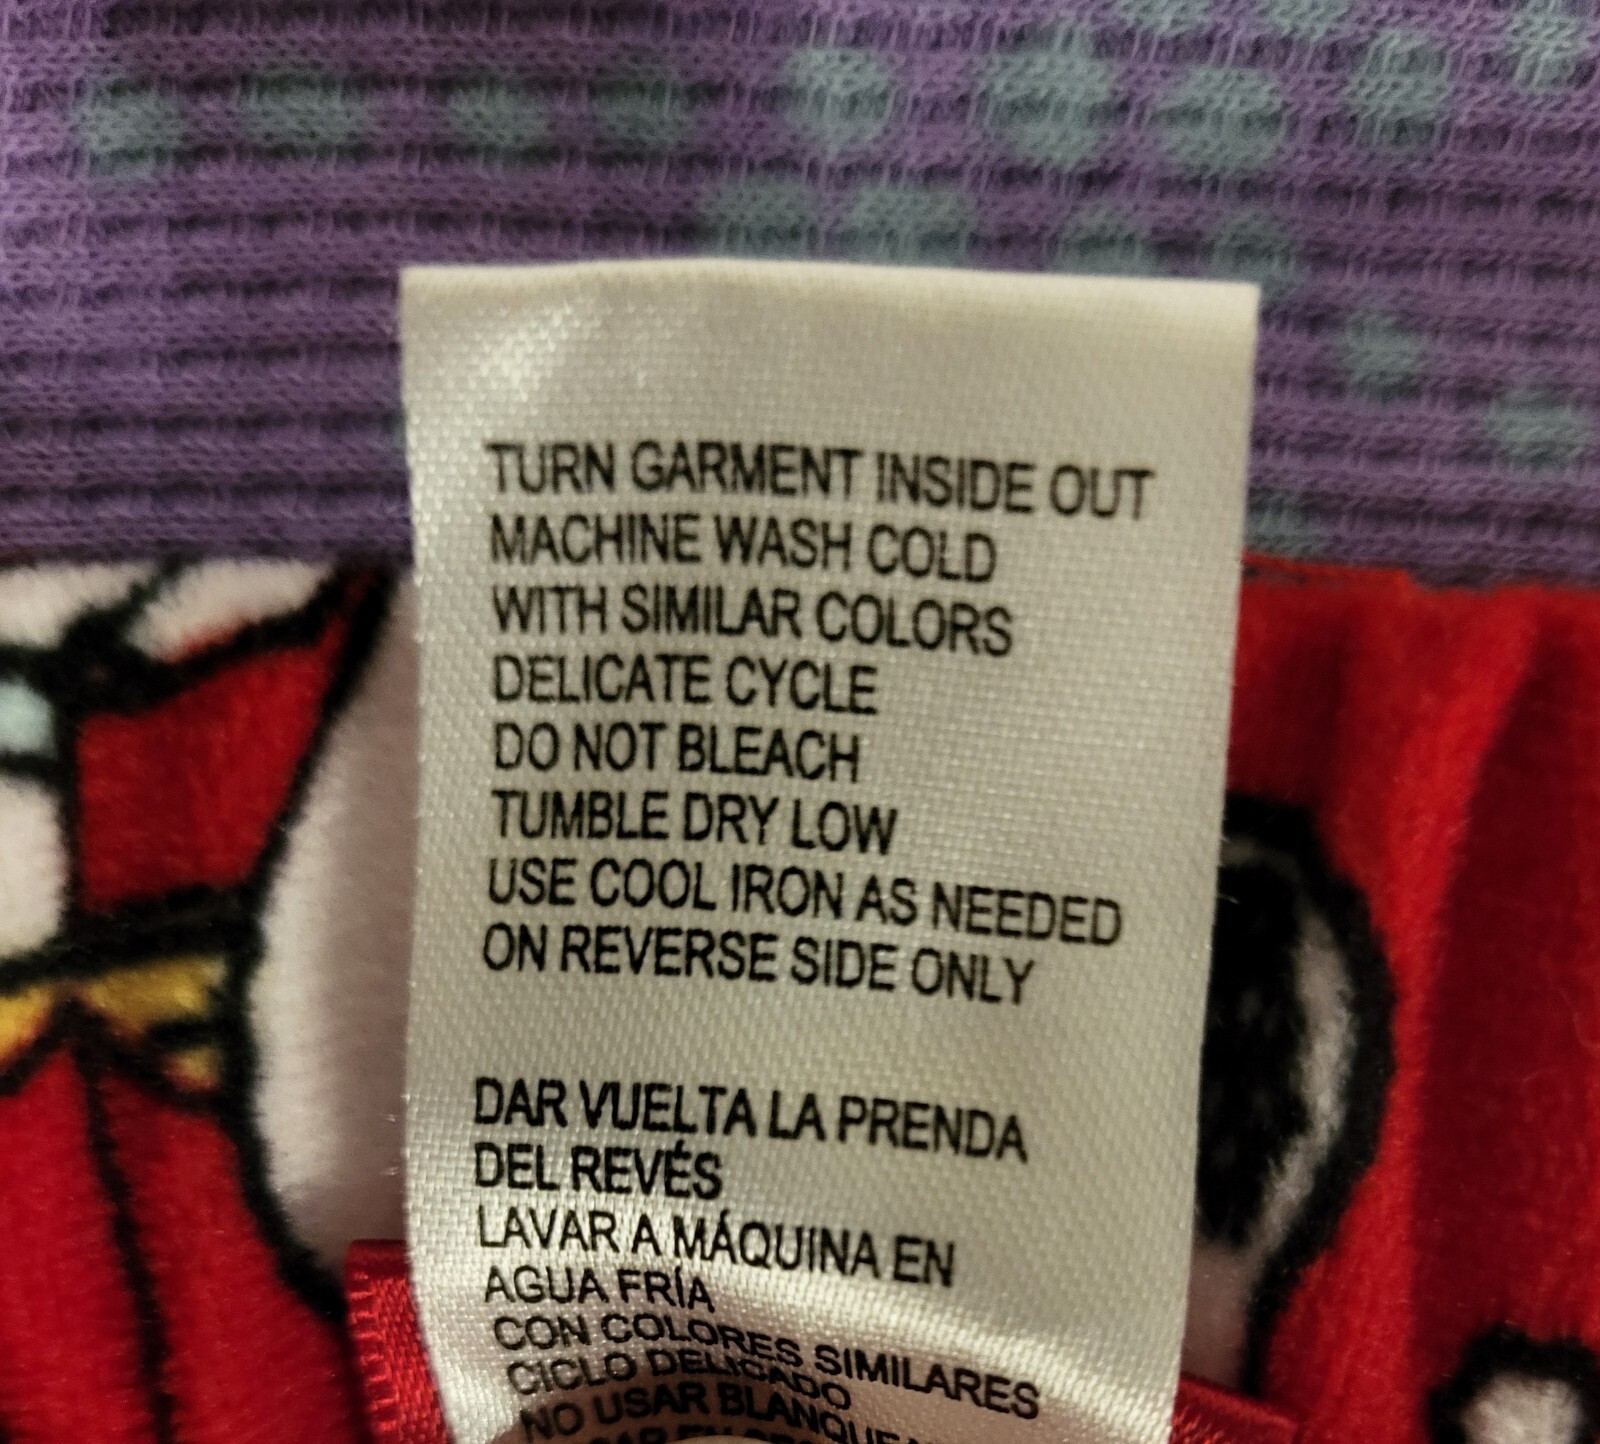 TURN GARMENT INSIDE OUT
MACHINE WASH COLD
WITH SIMILAR COLORS
DELICATE CYCLE
DO NOT BLEACH
TUMBLE DRY LOW
USE COOL IRON AS NEEDED
ON REVERSE SIDE ONLY
DAR VUELTA LA PRENDA
DEL REVÉS
LAVAR A MÁQUINA EN
AGUA FRÍA
CON COLORES SIMILARES
CICLO DELICADO
NO USAR